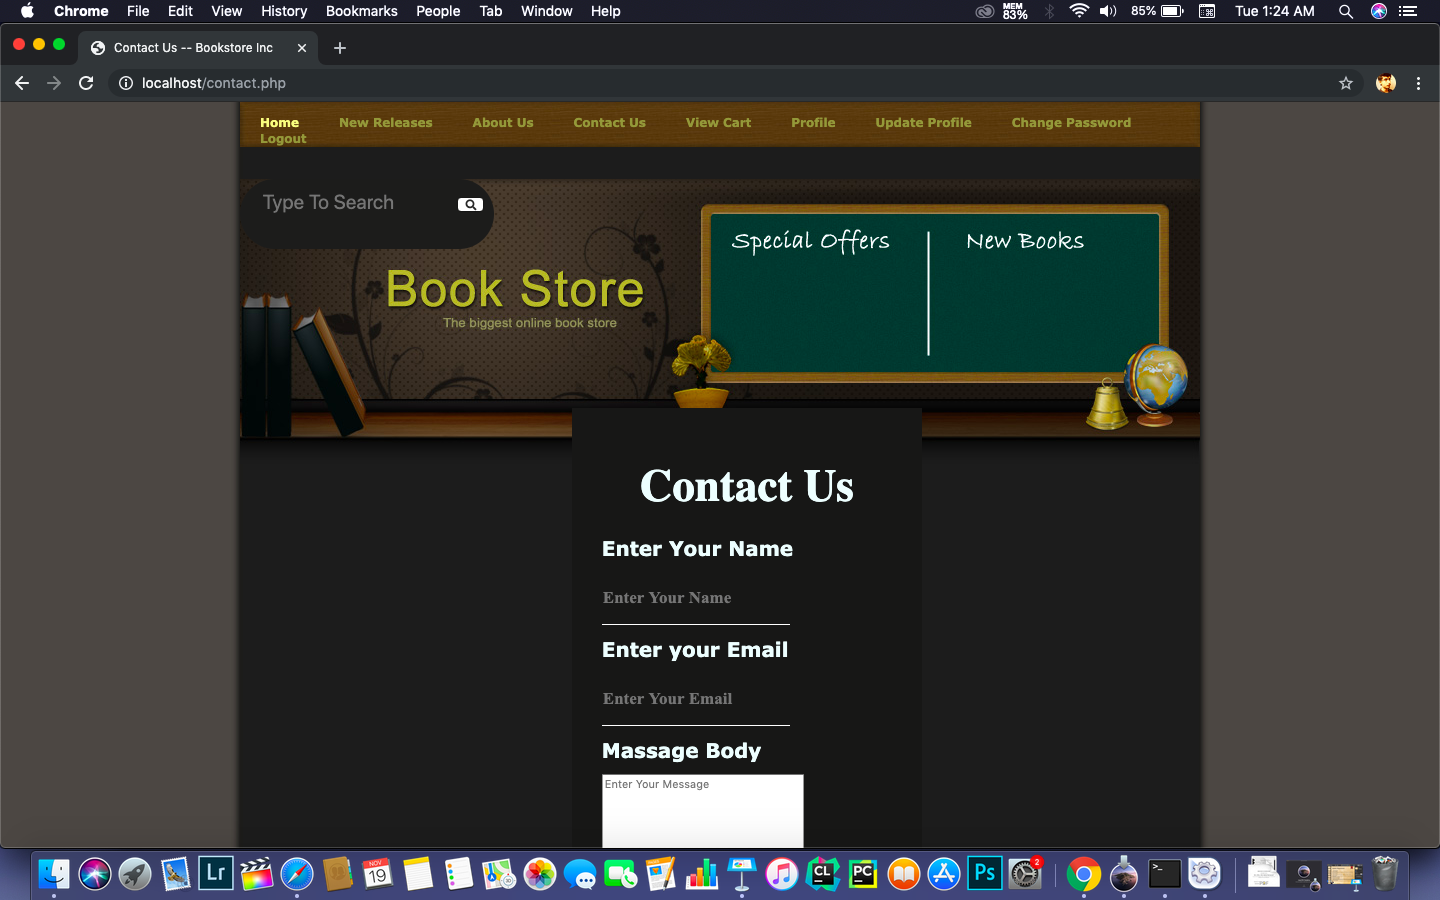 Chrome File Edit View History Bookmarks People Tab Window Help MEM 83% 85% Tue 1:24 AM
Contact Us -- Bookstore Inc
localhost/contact.php
Home New Releases About Us Contact Us View Cart Profile Update Profile Change Password
Logout
Type To Search
Special Offers New Books
Book Store
The biggest online book store
Contact Us
Enter Your Name
Enter Your Name
Enter your Email
Enter Your Email
Massage Body
Enter Your Message
Lr NOV 19 CL PC Ps 2